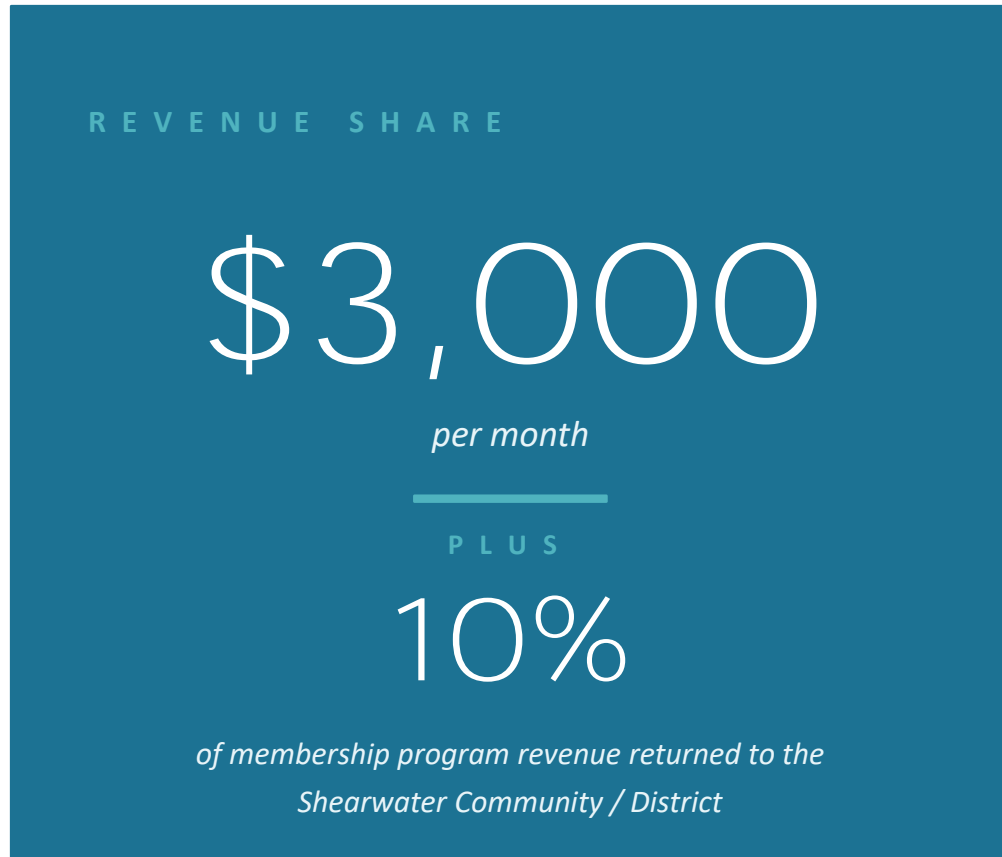 REVENUE SHARE
$3,000
per month
PLUS
10%
of membership program revenue returned to the
Shearwater Community / District